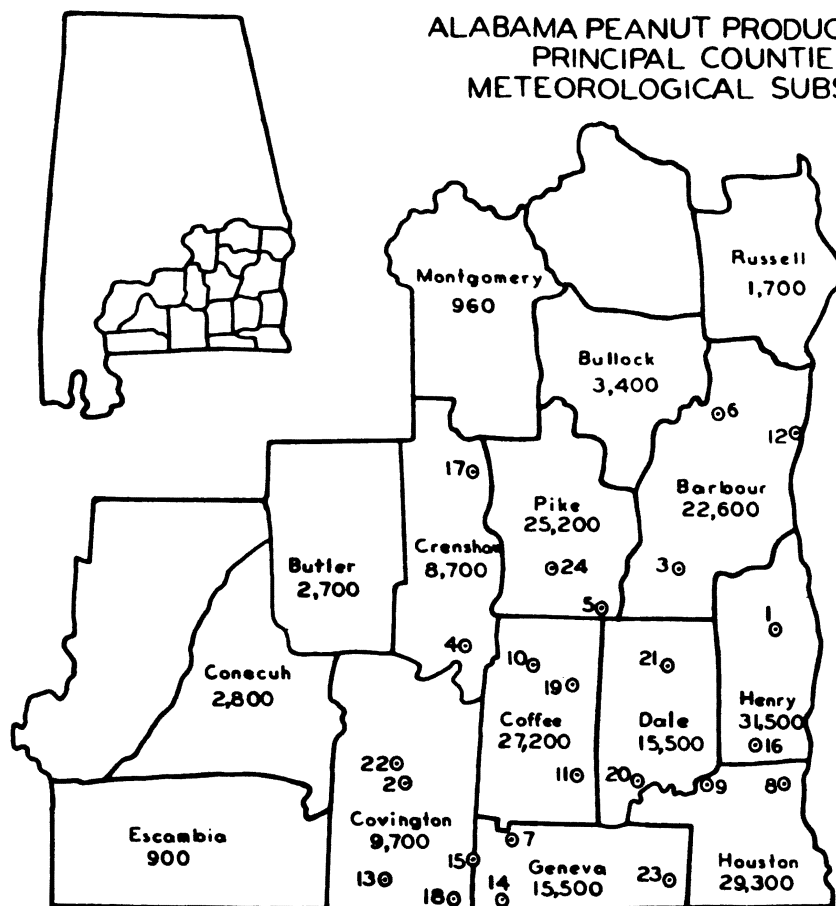 ALABAMA PEANUT PRODUC
PRINCIPAL COUNTIE
METEOROLOGICAL SUBS
Montgomery
960
Russell
1,700
Bullock
3,400
6
12
17
Pike
25,200
Barbour
22,600
Butler
2,700
Crenshaw
8,700
24
3
5
1
4
Conecuh
2,800
10
19
21
Coffee
27,200
Dale
15,500
Henry
31,500
16
22
2
11
20
9
8
Escambia
900
Covington
9,700
7
15
Geneva
15,500
Houston
29,300
13
18
14
23